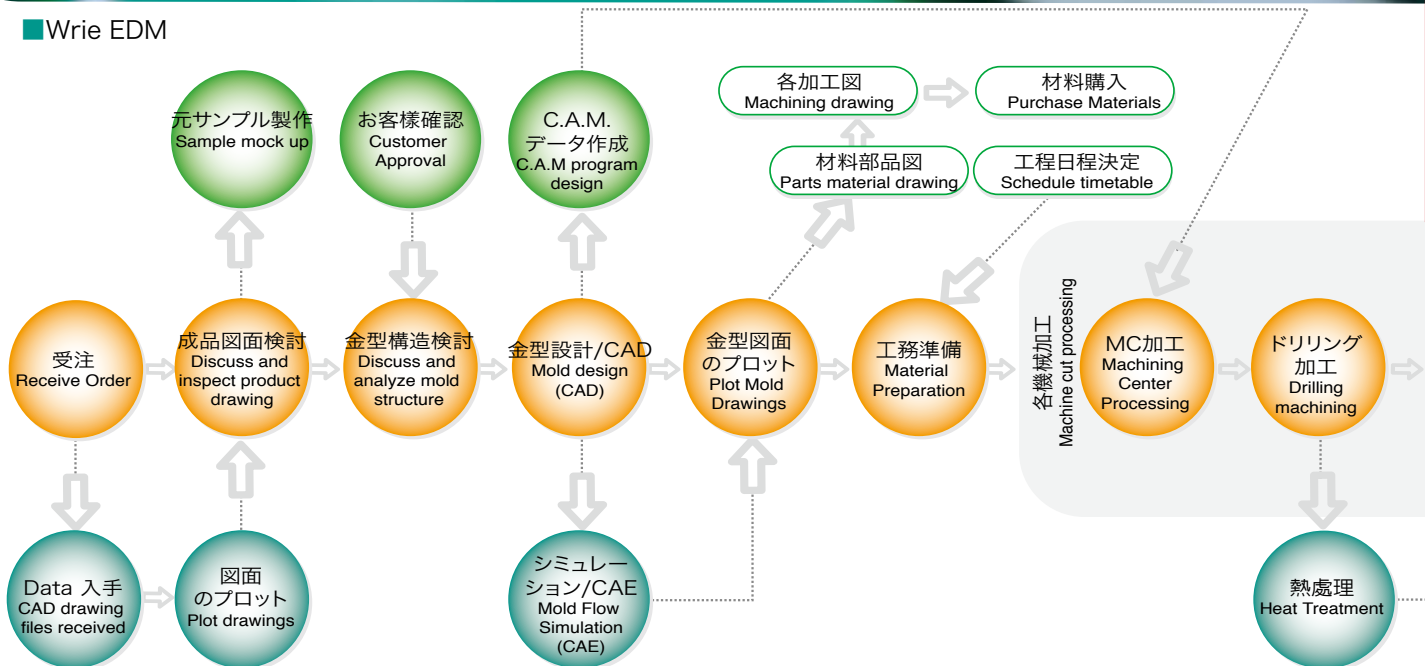 ■Wrie EDM
元サンプル製作
Sample mock up
お客様確認
Customer
Approval
C.A.M.
データ作成
C.A.M program
design
各加工図
Machining drawing
材料購入
Purchase Materials
材料部品図
Parts material drawing
工程日程決定
Schedule timetable
受注
Receive Order
成品図面検討
Discuss and
inspect product
drawing
金型構造検討
Discuss and
analyze mold
structure
金型設計/CAD
Mold design
(CAD)
金型図面
のプロット
Plot Mold
Drawings
工務準備
Material
Preparation
各機械加工
Machine cut processing
MC加工
Machining
Center
Processing
ドリリング
加工
Drilling
machining
Data 入手
CAD drawing
files received
図面
のプロット
Plot drawings
シミュレー
ション/CAE
Mold Flow
Simulation
(CAE)
熱處理
Heat Treatment